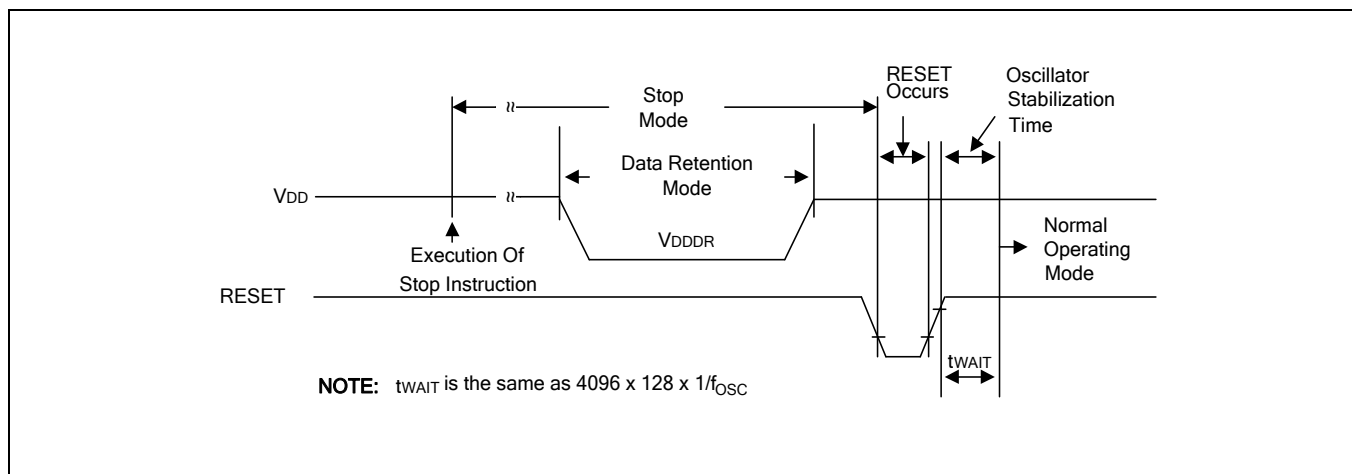 RESET
Occurs
Oscillator
Stabilization
Time
≈
Stop
Mode
Data Retention
Mode
VDD
≈
VDDDR
Execution Of
Stop Instruction
Normal
Operating
Mode
RESET
tWAIT
NOTE: tWAIT is the same as 4096 x 128 x 1/fOSC